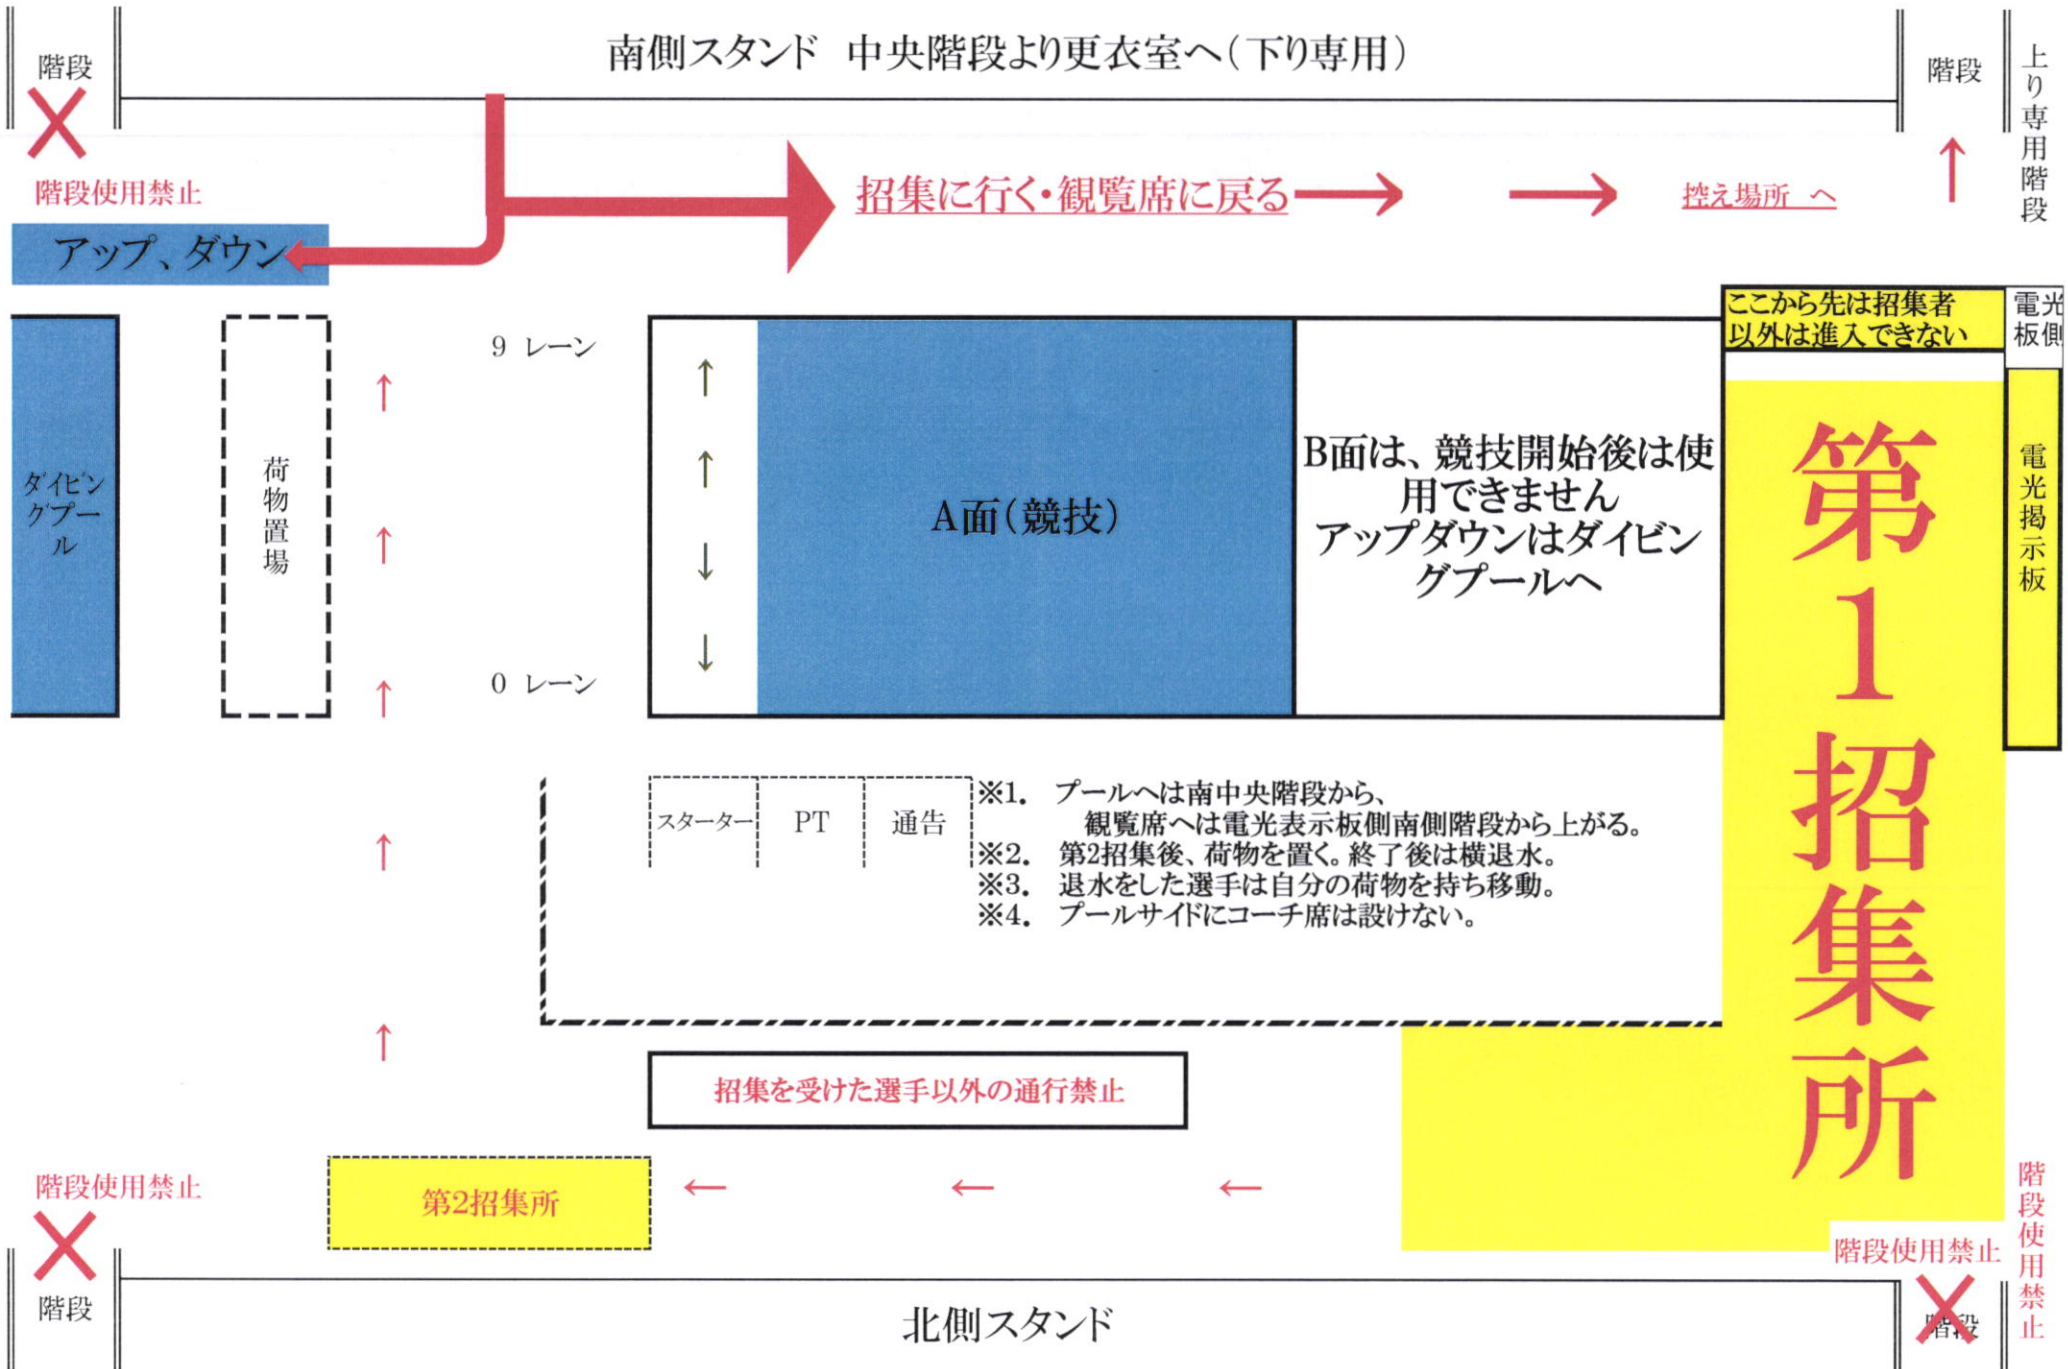 階段
南側スタンド 中央階段より更衣室へ(下り専用)
階段
上り専用階段
階段使用禁止
招集に行く・観覧席に戻る
控え場所 へ
アップ、ダウン
ここから先は招集者
以外は進入できない
電光
板側
9 レーン
ダイビン
グプー
ル
荷物置場
A面(競技)
B面は、競技開始後は使
用できません
アップダウンはダイビン
グプールへ
第1招集所
電光掲示板
0 レーン
スターター
PT
通告
※1. プールへは南中央階段から、
観覧席へは電光表示板側南側階段から上がる。
※2. 第2招集後、荷物を置く。終了後は横退水。
※3. 退水をした選手は自分の荷物を持ち移動。
※4. プールサイドにコーチ席は設けない。
招集を受けた選手以外の通行禁止
階段使用禁止
第2招集所
階段使用禁止
階段使用禁止
階段
北側スタンド
階段